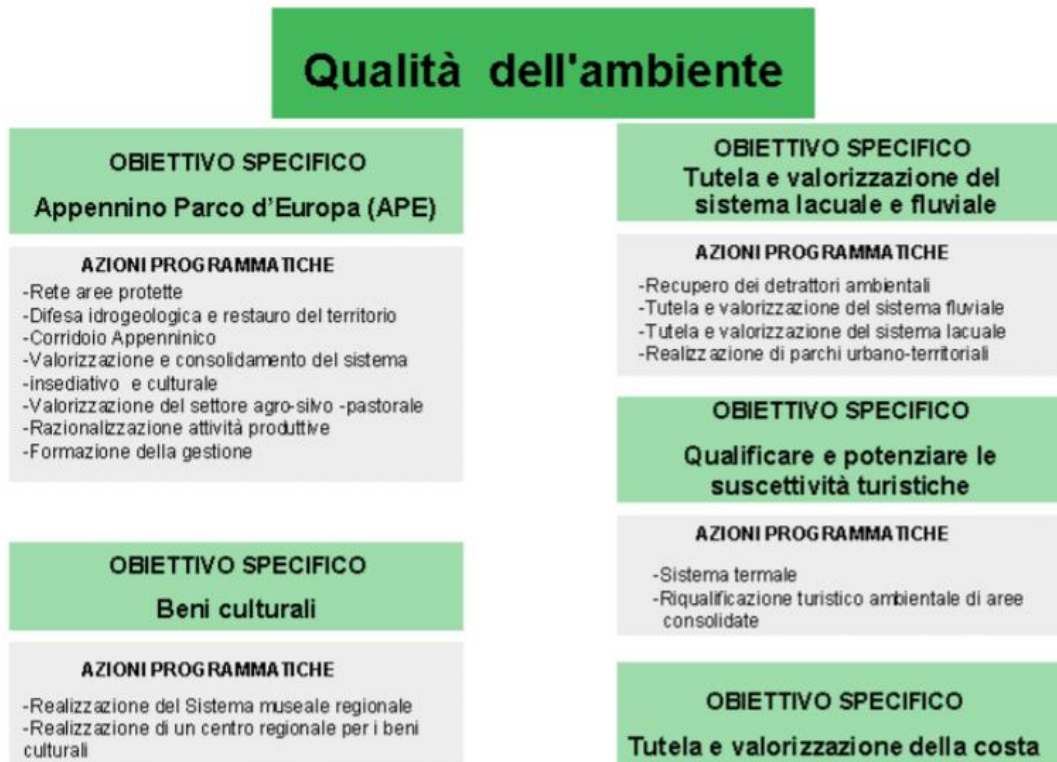 Qualità dell'ambiente
OBIETTIVO SPECIFICO
Appennino Parco d'Europa (APE)
AZIONI PROGRAMMATICHE
-Rete aree protette
-Difesa idrogeologica e restauro del territorio
-Corridoio Appenninico
-Valorizzazione e consolidamento del sistema
-insediativo e culturale
-Valorizzazione del settore agro-silvo -pastorale
-Razionalizzazione attività produttive
-Formazione della gestione
OBIETTIVO SPECIFICO
Beni culturali
AZIONI PROGRAMMATICHE
-Realizzazione del Sistema museale regionale
-Realizzazione di un centro regionale per i beni
culturali
OBIETTIVO SPECIFICO
Tutela e valorizzazione del
sistema lacuale e fluviale
AZIONI PROGRAMMATICHE
-Recupero dei detrattori ambientali
-Tutela e valorizzazione del sistema fluviale
-Tutela e valorizzazione del sistema lacuale
-Realizzazione di parchi urbano-territoriali
OBIETTIVO SPECIFICO
Qualificare e potenziare le
suscettività turistiche
AZIONI PROGRAMMATICHE
-Sistema termale
-Riqualificazione turistico ambientale di aree
consolidate
OBIETTIVO SPECIFICO
Tutela e valorizzazione della costa